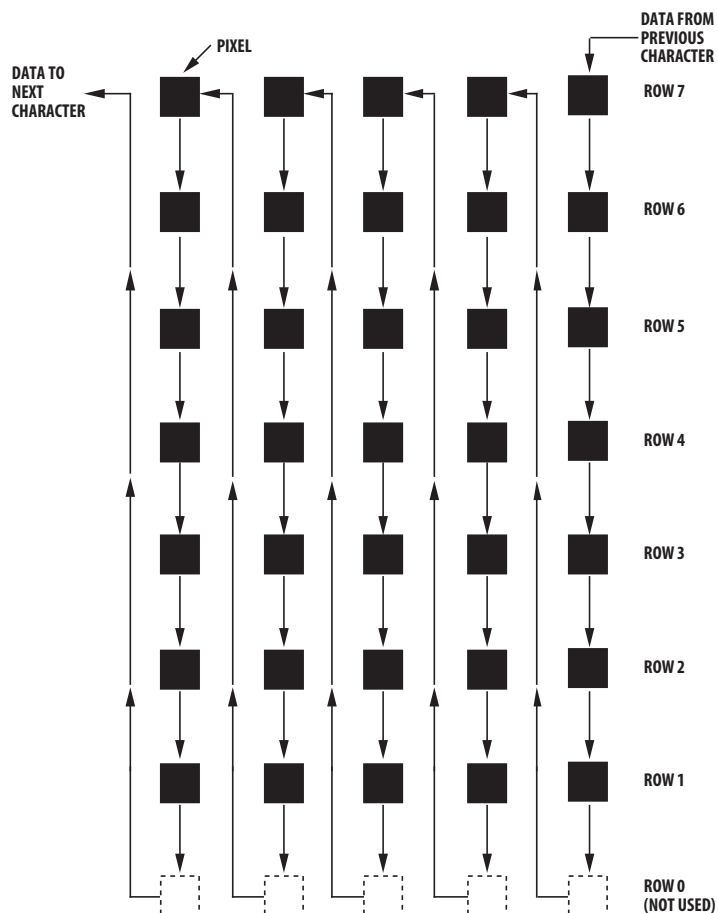 DATA FROM
PREVIOUS
CHARACTER
PIXEL
DATA TO
NEXT
CHARACTER
ROW 7
ROW 6
ROW 5
ROW 4
ROW 3
ROW 2
ROW 1
ROW 0
(NOT USED)